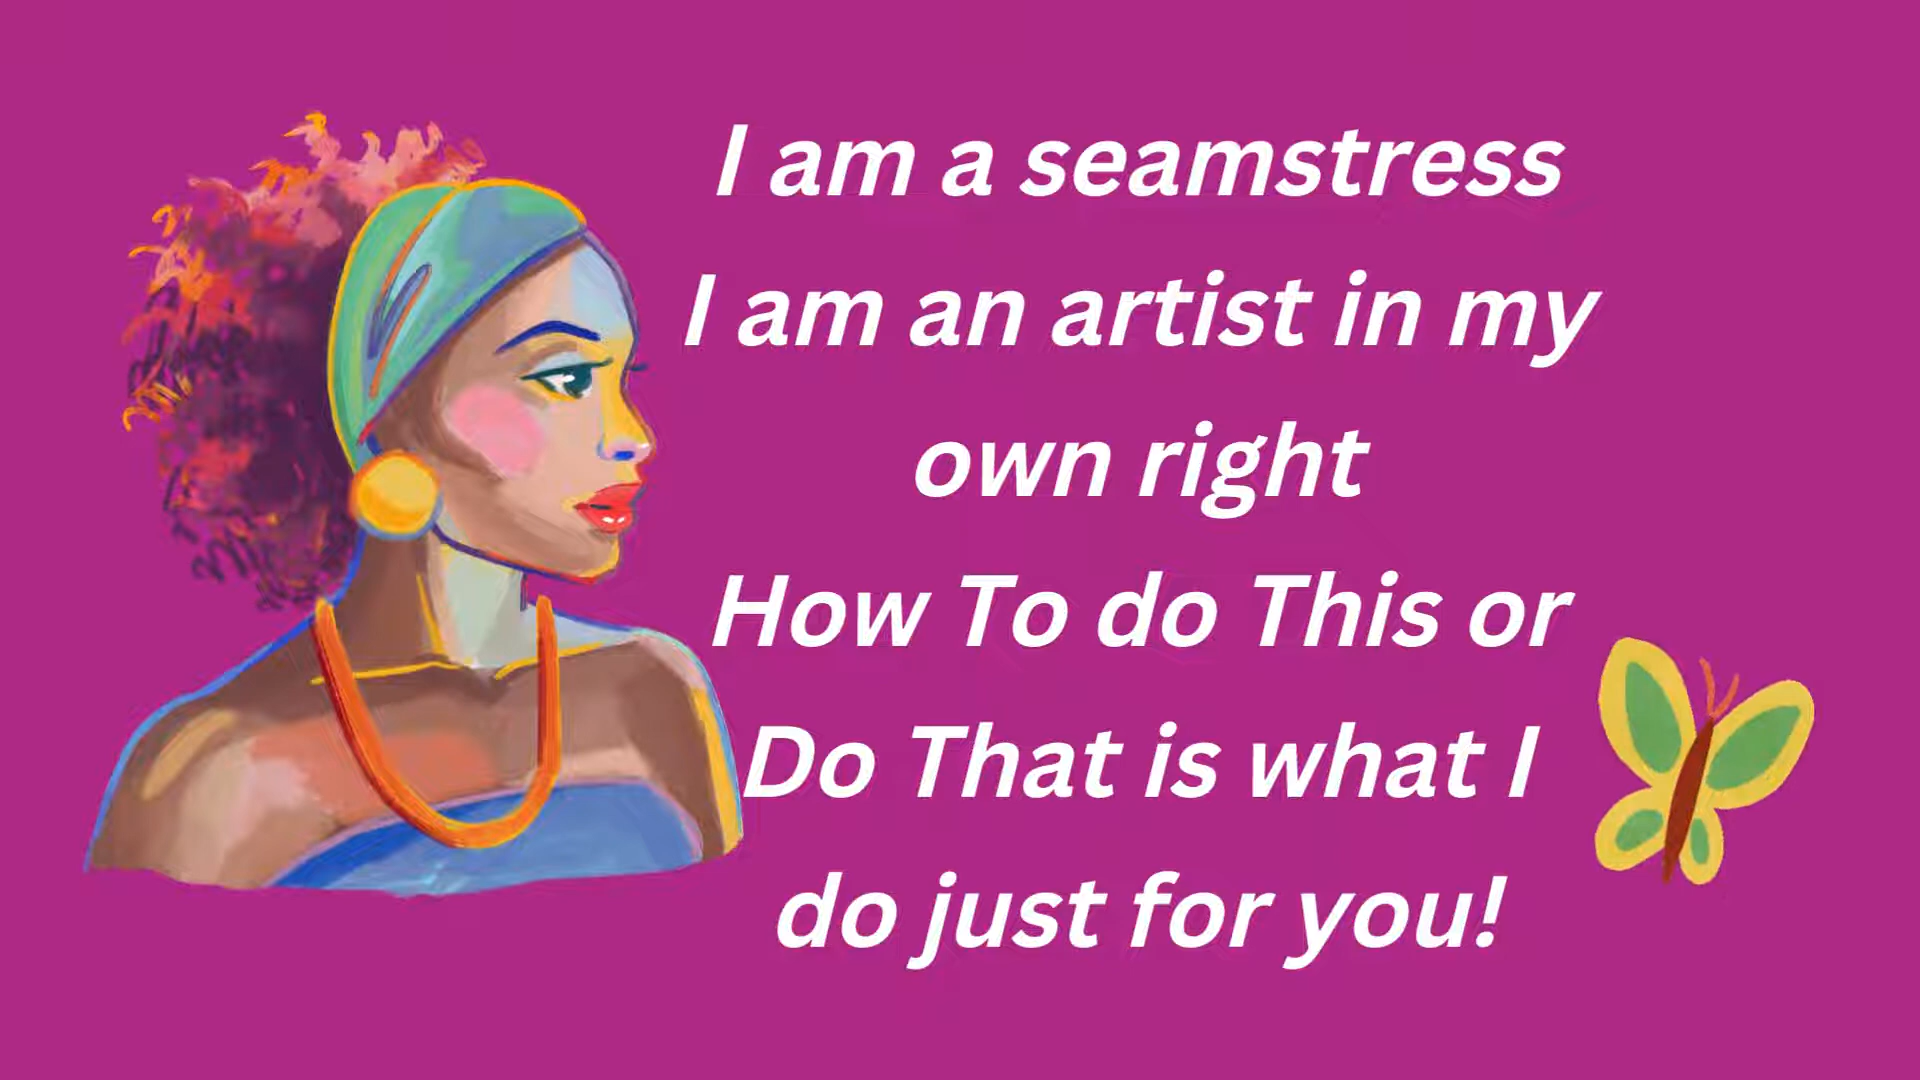 I am a seamstress
I am an artist in my
own right
How To do This or
Do That is what I
do just for you!